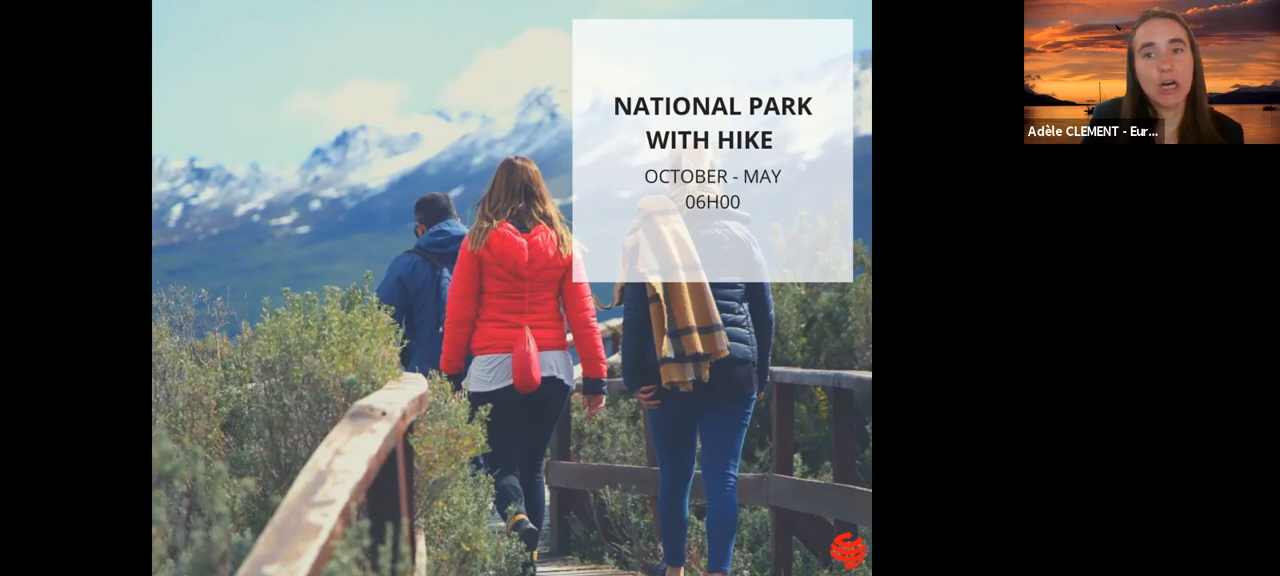 NATIONAL PARK
WITH HIKE
OCTOBER - MAY
06H00
Adèle CLEMENT - Eur...